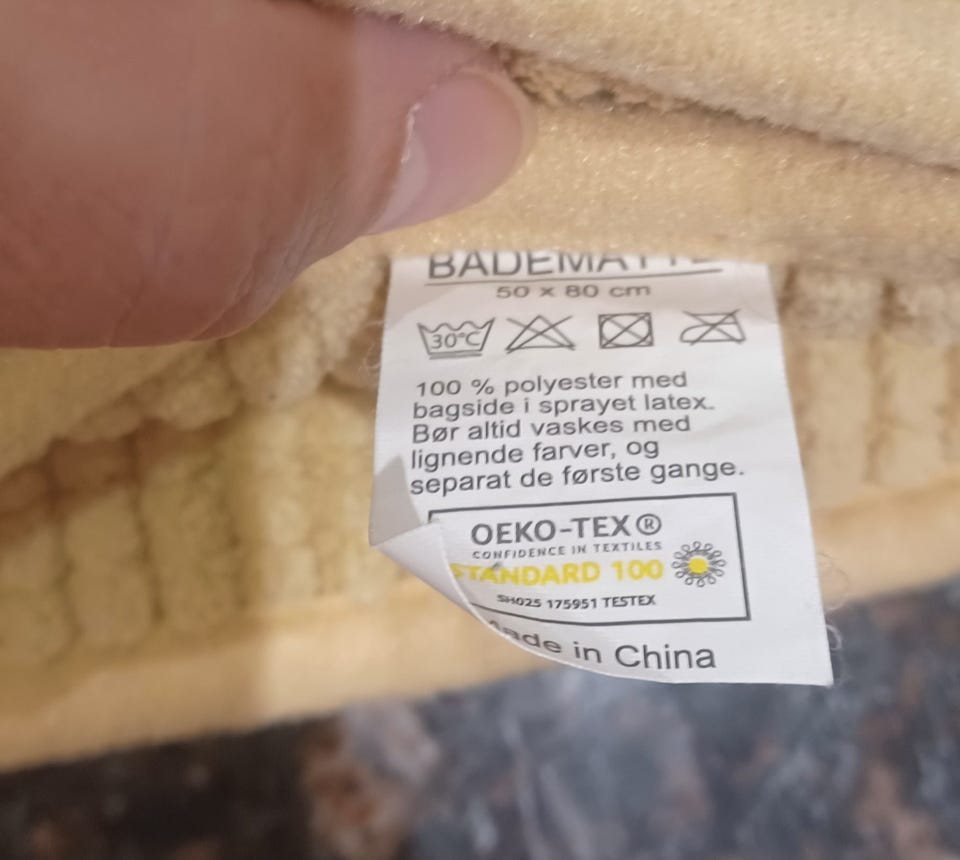 BADEMATTE
50 x 80 cm
30°C
100 % polyester med
bagside i sprayet latex.
Bør altid vaskes med
lignende farver, og
separat de første gange.
OEKO-TEX®
CONFIDENCE IN TEXTILES
STANDARD 100
SH025 175951 TESTEX
Made in China